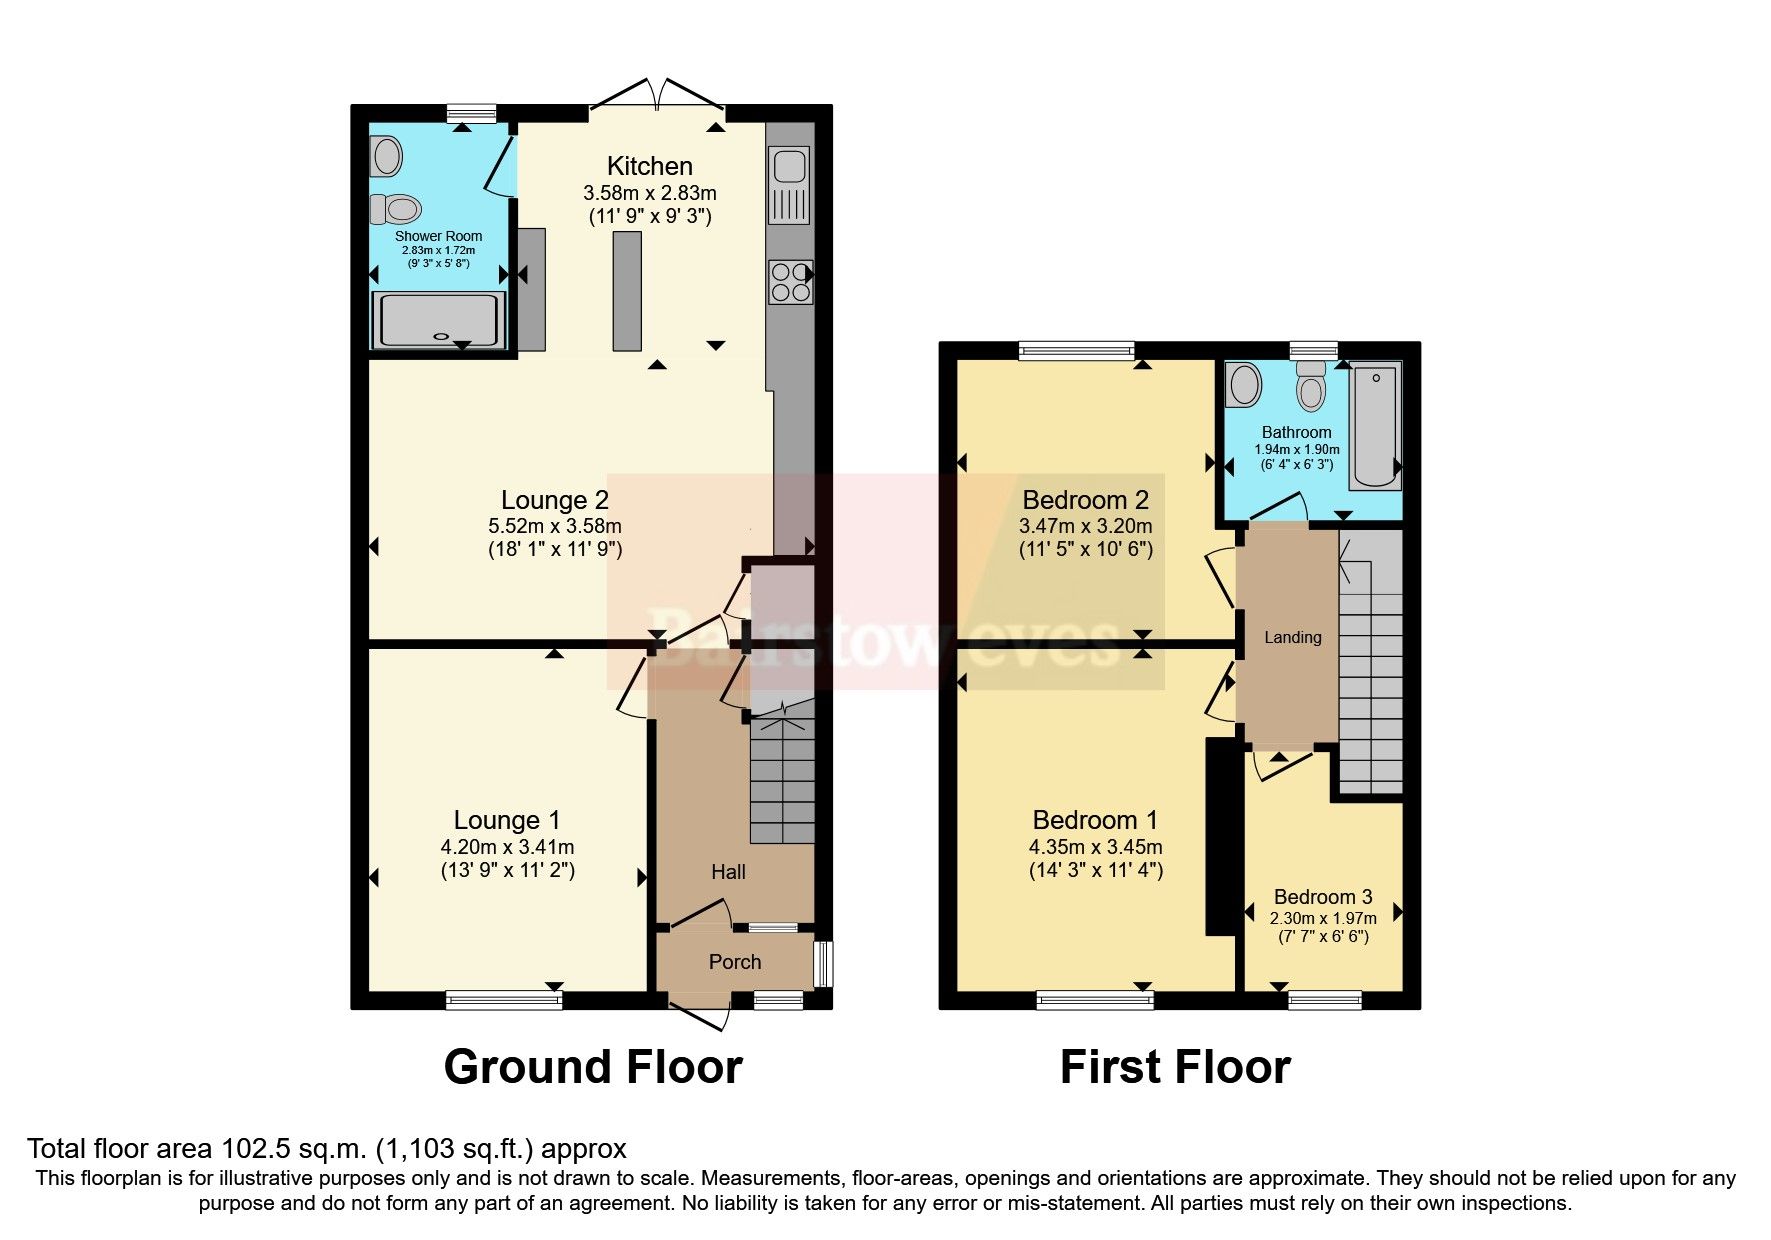 Kitchen
3.58m x 2.83m
(11' 9" x 9' 3")
Shower Room
2.83m x 1.72m
(9' 3" x 5' 8")
Lounge 2
5.52m x 3.58m
(18' 1" x 11' 9")
Lounge 1
4.20m x 3.41m
(13' 9" x 11' 2")
Hall
Porch
Bedroom 2
3.47m x 3.20m
(11' 5" x 10' 6")
Bathroom
1.94m x 1.90m
(6' 4" x 6' 3")
Bairstow eves
Landing
Bedroom 1
4.35m x 3.45m
(14' 3" x 11' 4")
Bedroom 3
2.30m x 1.97m
(7' 7" x 6' 6")
Ground Floor
First Floor
Total floor area 102.5 sq.m. (1,103 sq.ft.) approx
This floorplan is for illustrative purposes only and is not drawn to scale. Measurements, floor-areas, openings and orientations are approximate. They should not be relied upon for any
purpose and do not form any part of an agreement. No liability is taken for any error or mis-statement. All parties must rely on their own inspections.